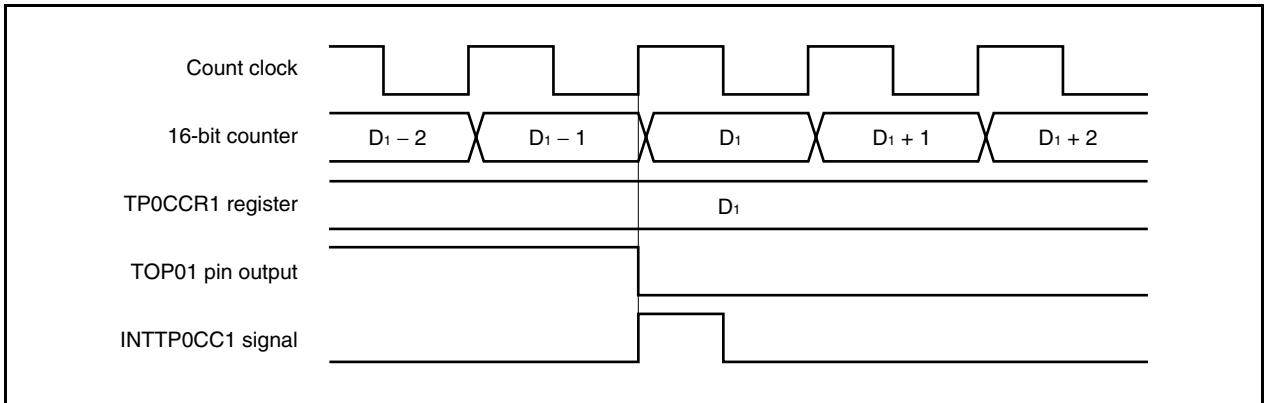 Count clock
16-bit counter D₁ − 2 D₁ − 1 D₁ D₁ + 1 D₁ + 2
TP0CCR1 register D₁
TOP01 pin output
INTTP0CC1 signal